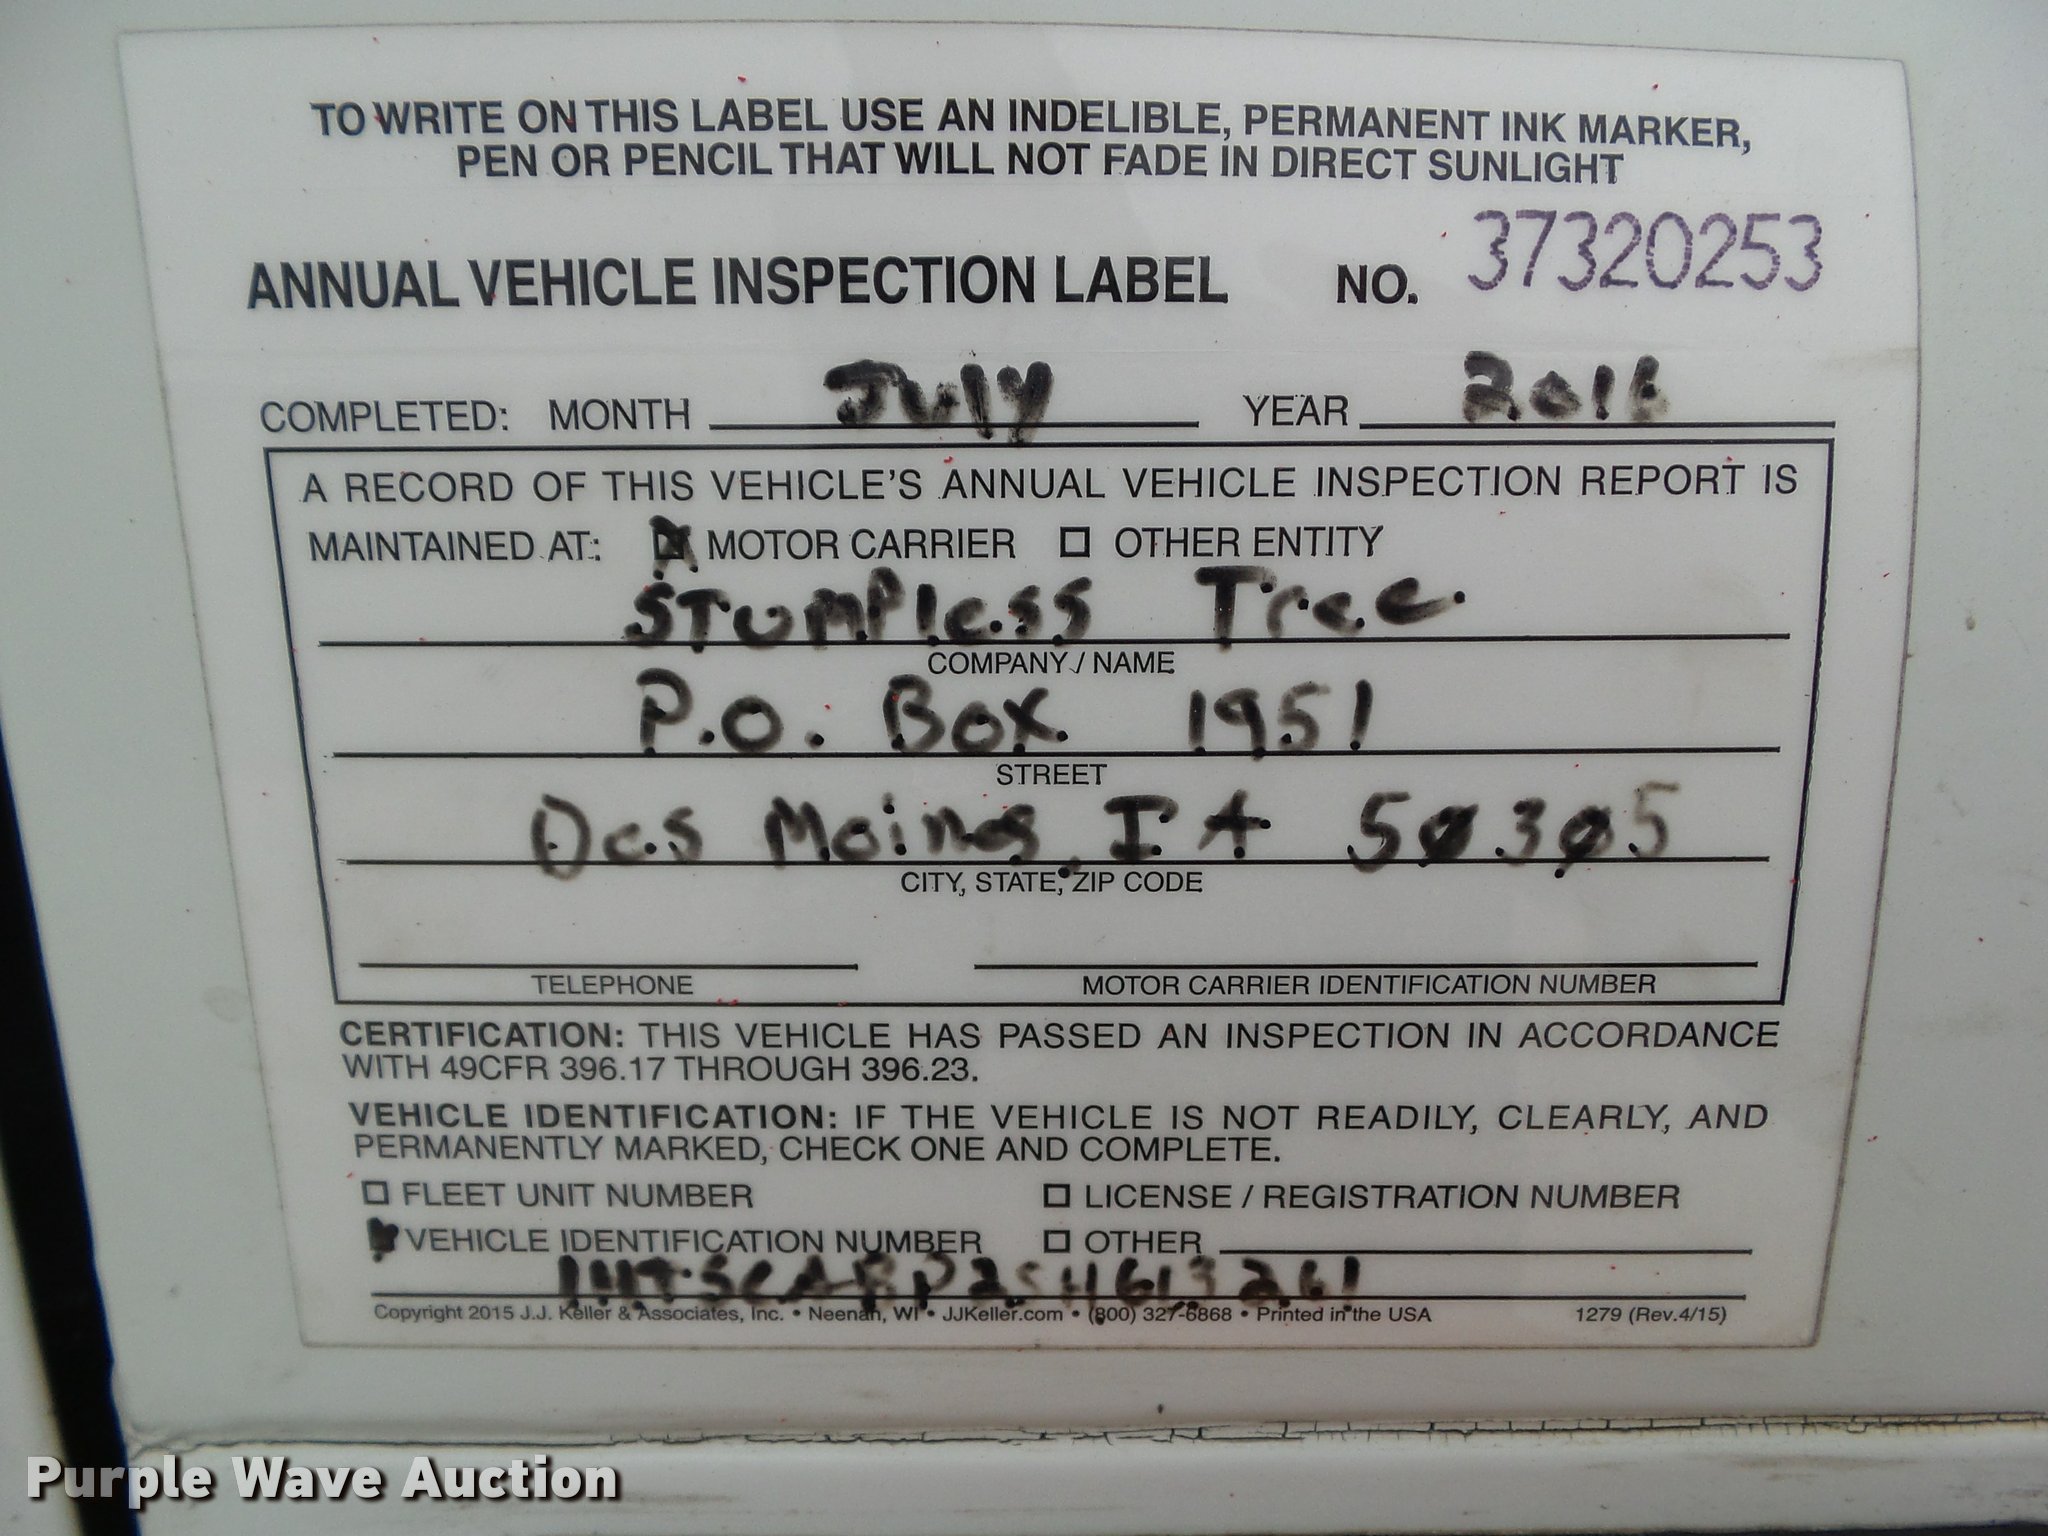 TO WRITE ON THIS LABEL USE AN INDELIBLE, PERMANENT INK MARKER,
PEN OR PENCIL THAT WILL NOT FADE IN DIRECT SUNLIGHT
ANNUAL VEHICLE INSPECTION LABEL NO. 37320253
COMPLETED: MONTH July YEAR
A RECORD OF THIS VEHICLE'S ANNUAL VEHICLE INSPECTION REPORT IS
MAINTAINED AT: MOTOR CARRIER OTHER ENTITY
Stumpless Tree
COMPANY / NAME
P.O. Box 1951
STREET
Des Moines, IA 50305
CITY, STATE, ZIP CODE
TELEPHONE MOTOR CARRIER IDENTIFICATION NUMBER
CERTIFICATION: THIS VEHICLE HAS PASSED AN INSPECTION IN ACCORDANCE
WITH 49CFR 396.17 THROUGH 396.23.
VEHICLE IDENTIFICATION: IF THE VEHICLE IS NOT READILY, CLEARLY, AND
PERMANENTLY MARKED, CHECK ONE AND COMPLETE.
FLEET UNIT NUMBER LICENSE / REGISTRATION NUMBER
VEHICLE IDENTIFICATION NUMBER OTHER
Copyright 2015 J.J. Keller & Associates, Inc. • Neenah, WI • JJKeller.com • (800) 327-6868 • Printed in the USA 1279 (Rev.4/15)
Purple Wave Auction